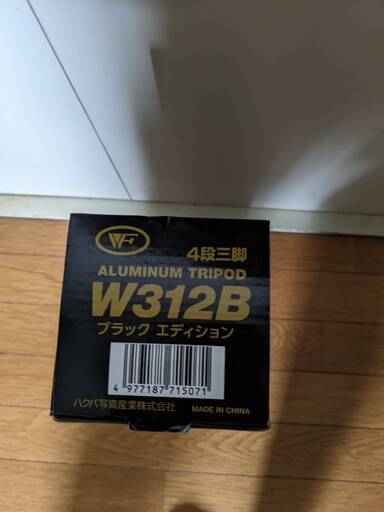 WF
4段三脚
ALUMINUM TRIPOD
W312B
ブラック エディション
4 977187 715071
ハクバ写真産業株式会社
MADE IN CHINA